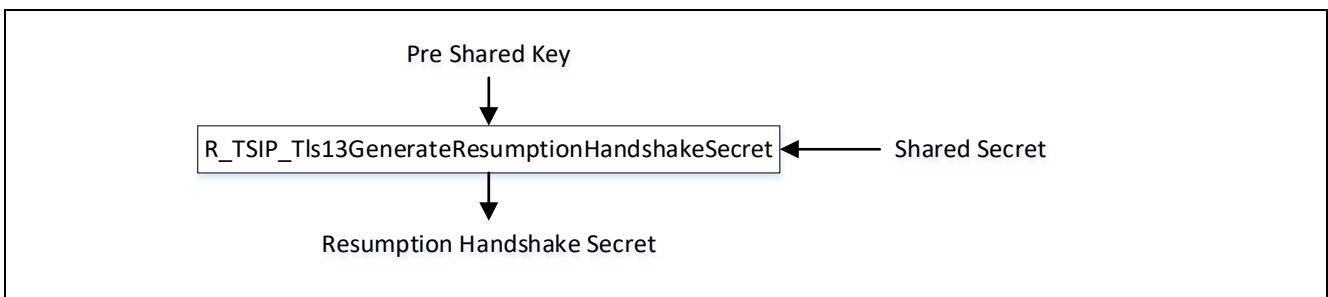 Pre Shared Key
R_TSIP_Tls13GenerateResumptionHandshakeSecret
Shared Secret
Resumption Handshake Secret